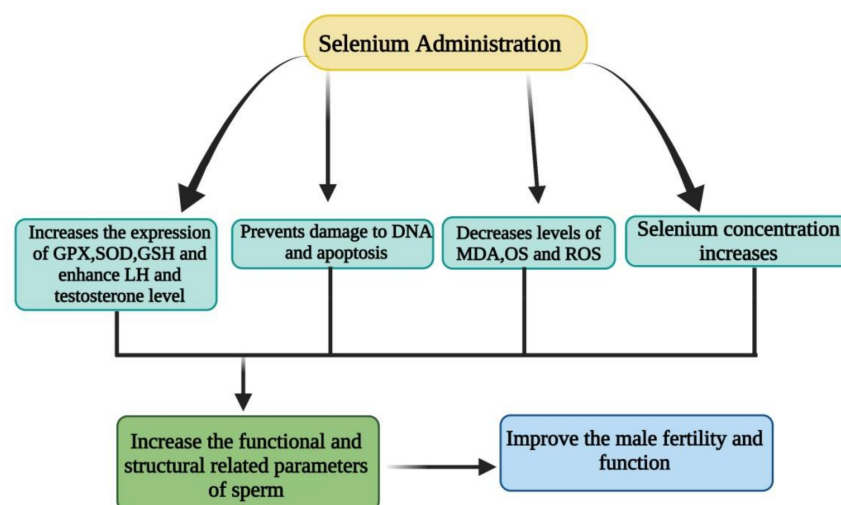 Selenium Administration
Increases the expression
of GPX,SOD,GSH and
enhance LH and
testosterone level
Prevents damage to DNA
and apoptosis
Decreases levels of
MDA,OS and ROS
Selenium concentration
increases
Increase the functional and
structural related parameters
of sperm
Improve the male fertility and
function